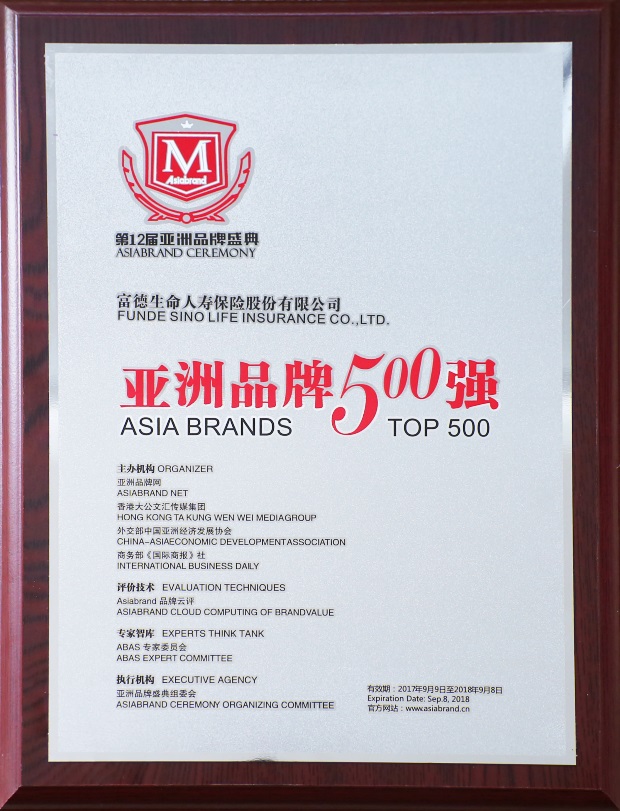 M
Asiabrand
第12届亚洲品牌盛典
ASIABRAND CEREMONY
富德生命人寿保险股份有限公司
FUNDE SINO LIFE INSURANCE CO.,LTD.
亚洲品牌500强
ASIA BRANDS TOP 500
主办机构 ORGANIZER
亚洲品牌网
ASIABRAND NET
香港大公文汇传媒集团
HONG KONG TA KUNG WEN WEI MEDIAGROUP
外交部中国亚洲经济发展协会
CHINA-ASIAECONOMIC DEVELOPMENTASSOCIATION
商务部《国际商报》社
INTERNATIONAL BUSINESS DAILY
评价技术 EVALUATION TECHNIQUES
Asiabrand 品牌云评
ASIABRAND CLOUD COMPUTING OF BRANDVALUE
专家智库 EXPERTS THINK TANK
ABAS 专家委员会
ABAS EXPERT COMMITTEE
执行机构 EXECUTIVE AGENCY
亚洲品牌盛典组委会
ASIABRAND CEREMONY ORGANIZING COMMITTEE
有效期：2017年9月9日至2018年9月8日
Expiration Date: Sep.8, 2018
官方网站：www.asiabrand.cn